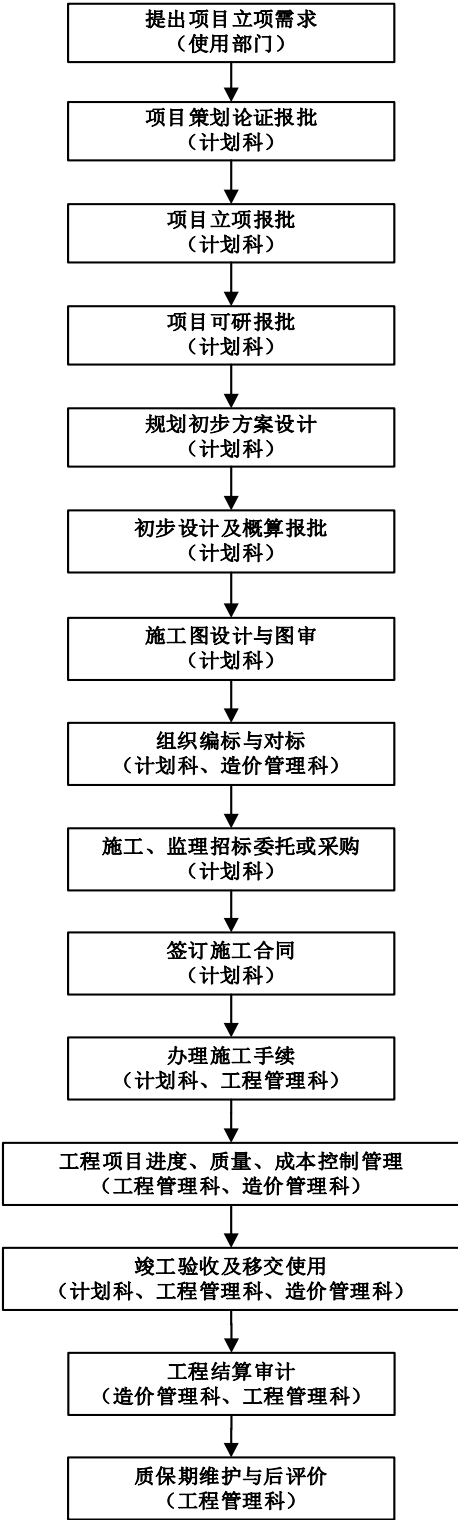 提出项目立项需求
（使用部门）
项目策划论证报批
（计划科）
项目立项报批
（计划科）
项目可研报批
（计划科）
规划初步方案设计
（计划科）
初步设计及概算报批
（计划科）
施工图设计与图审
（计划科）
组织编标与对标
（计划科、造价管理科）
施工、监理招标委托或采购
（计划科）
签订施工合同
（计划科）
办理施工手续
（计划科、工程管理科）
工程项目进度、质量、成本控制管理
（工程管理科、造价管理科）
竣工验收及移交使用
（计划科、工程管理科、造价管理科）
工程结算审计
（造价管理科、工程管理科）
质保期维护与后评价
（工程管理科）